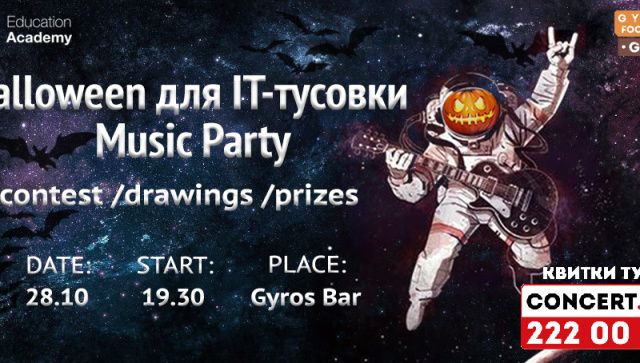 Education
Academy
alloween для IT-тусовки
Music Party
contest /drawings /prizes
DATE:
28.10
START:
19.30
PLACE:
Gyros Bar
КВИТКИ ТУ
CONCERT.
222 00